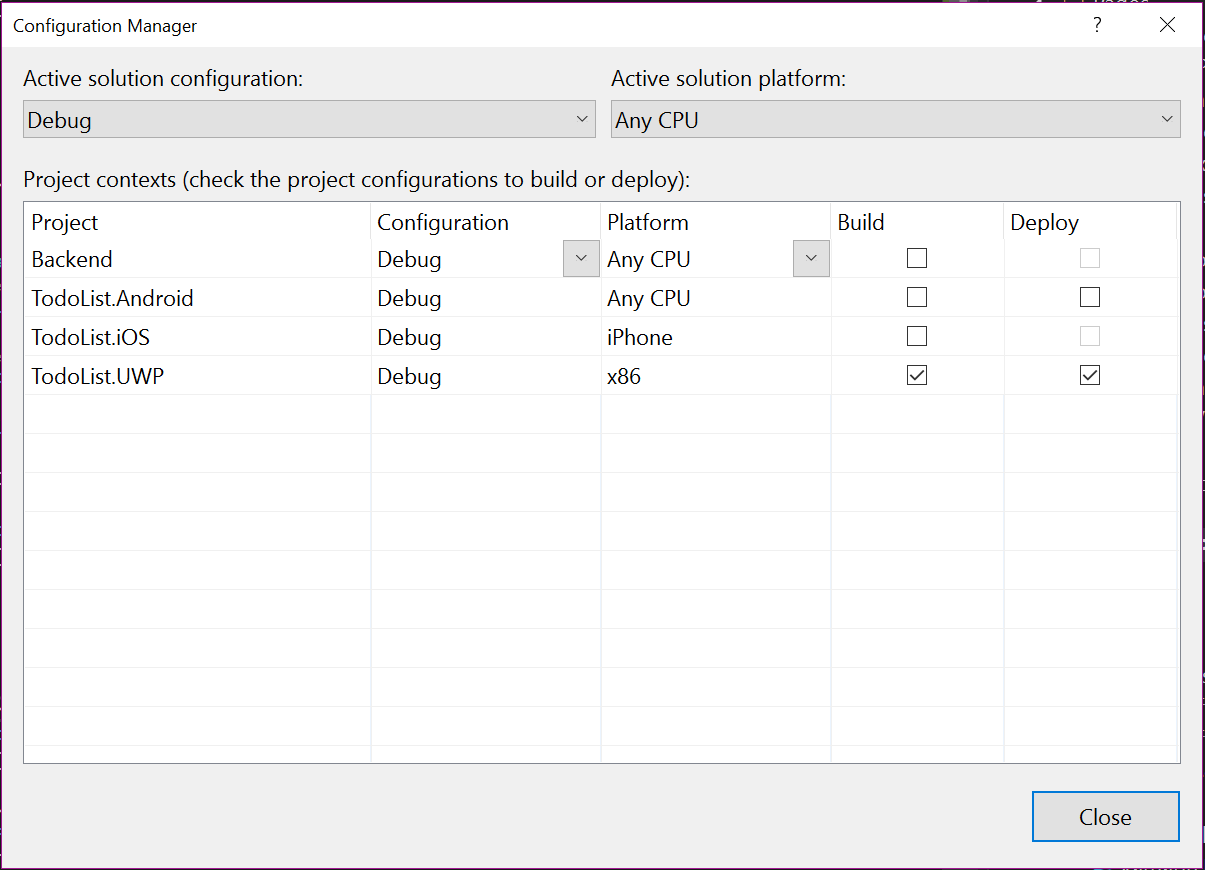 Configuration Manager ?
Active solution configuration: Active solution platform:
Debug Any CPU
Project contexts (check the project configurations to build or deploy):
Project Configuration Platform Build Deploy
Backend Debug Any CPU
TodoList.Android Debug Any CPU
TodoList.iOS Debug iPhone
TodoList.UWP Debug x86
Close